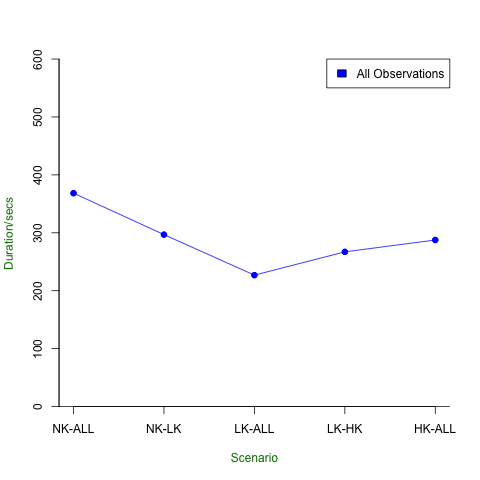 All Observations
600
500
400
300
200
100
0
Duration/secs
NK-ALL NK-LK LK-ALL LK-HK HK-ALL
Scenario